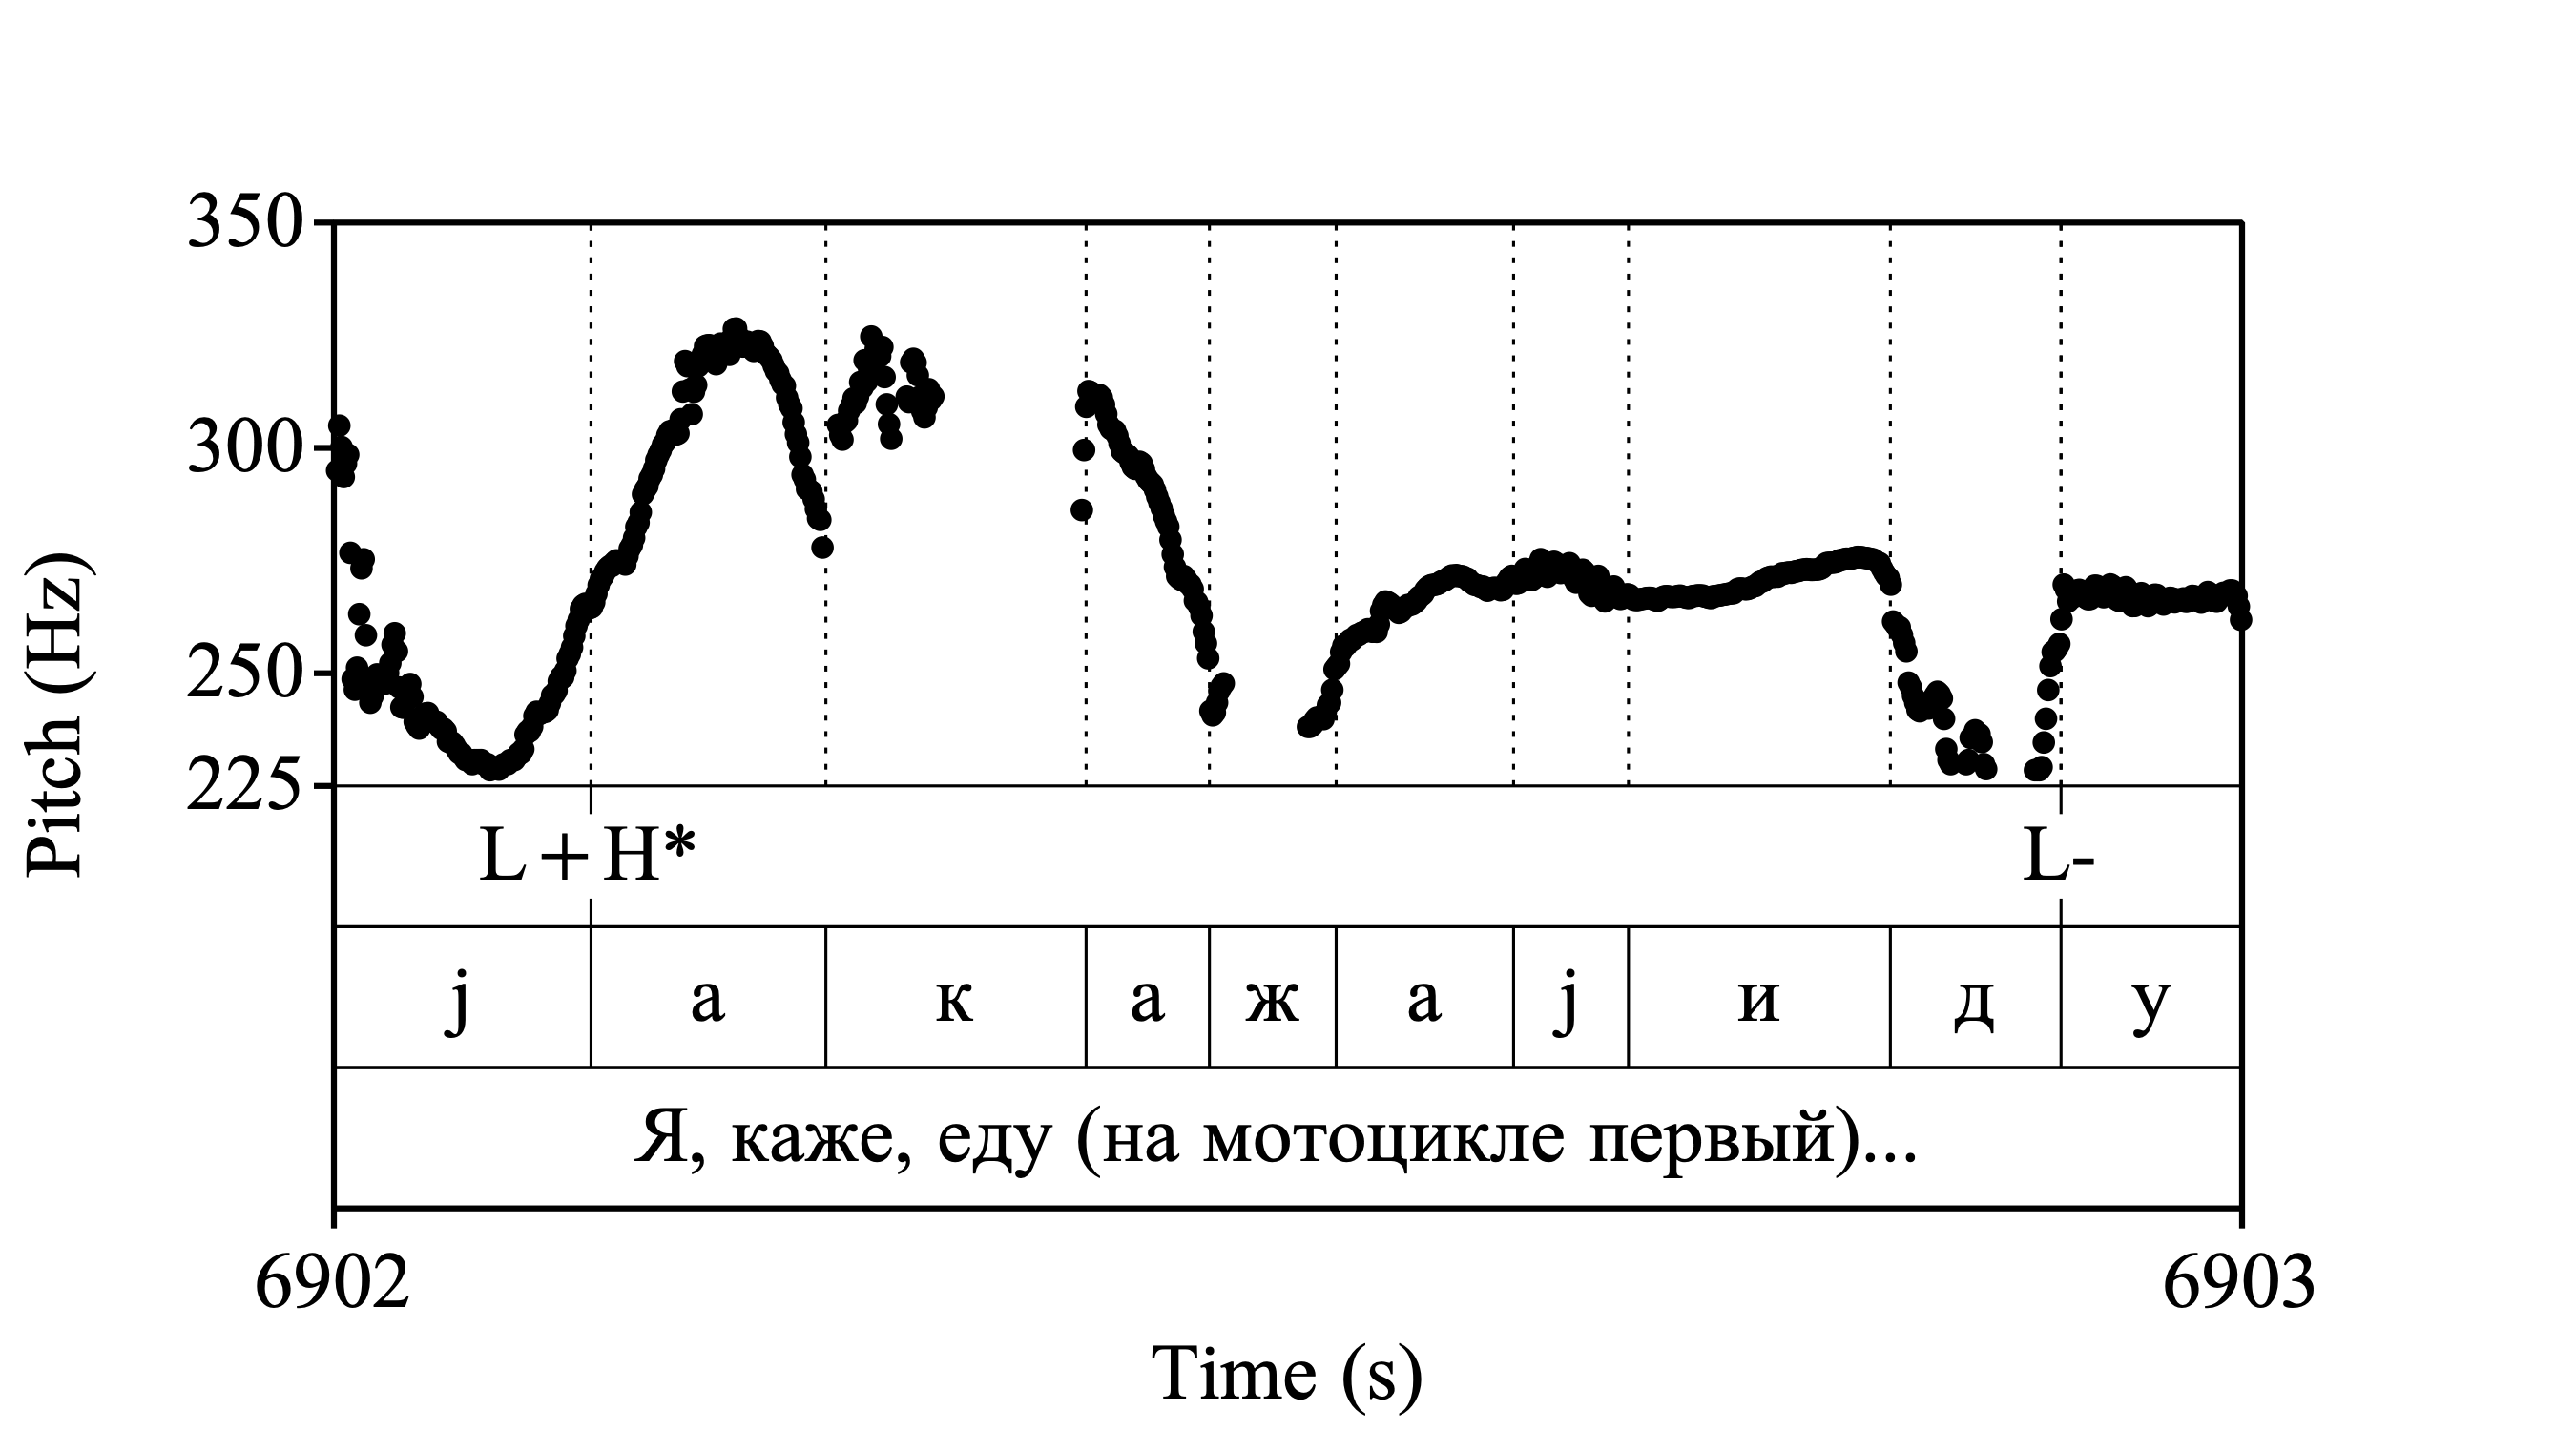 350
300
250
225
Pitch (Hz)
L+H* L-
j а к а ж а j и д у
Я, каже, еду (на мотоцикле первый)...
6902 6903
Time (s)